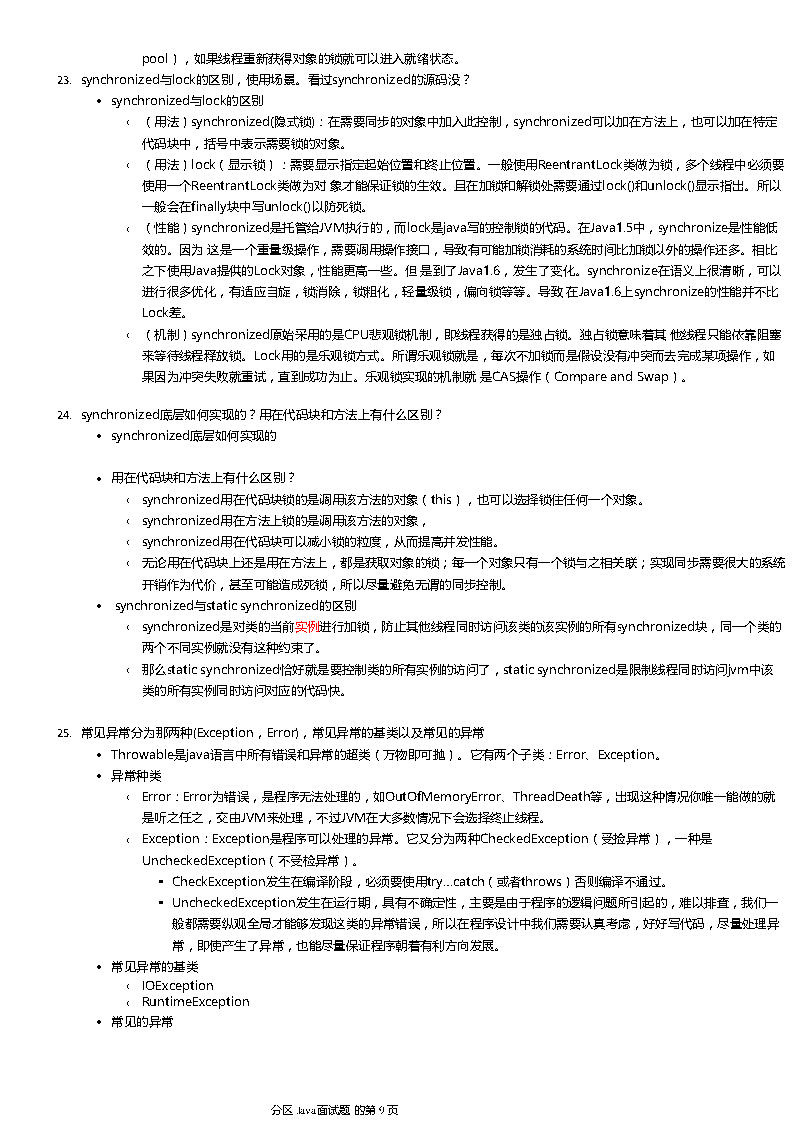 pool），如果线程重新获得对象的锁就可以进入就绪状态。
23. synchronized与lock的区别，使用场景。看过synchronized的源码没？
• synchronized与lock的区别
（用法）synchronized(隐式锁)：在需要同步的对象中加入此控制，synchronized可以加在方法上，也可以加在特定
代码块中，括号中表示需要锁的对象。
（用法）lock（显示锁）：需要显示指定起始位置和终止位置。一般使用ReentrantLock类做为锁，多个线程中必须要
使用一个ReentrantLock类做为对 象才能保证锁的生效。且在加锁和解锁处需要通过lock()和unlock()显示指出。所以
一般会在finally块中写unlock()以防死锁。
（性能）synchronized是托管给JVM执行的，而lock是java写的控制锁的代码。在Java1.5中，synchronize是性能低
效的。因为 这是一个重量级操作，需要调用操作接口，导致有可能加锁消耗的系统时间比加锁以外的操作还多。相比
之下使用Java提供的Lock对象，性能更高一些。但 是到了Java1.6，发生了变化。synchronize在语义上很清晰，可以
进行很多优化，有适应自旋，锁消除，锁粗化，轻量级锁，偏向锁等等。导致 在Java1.6上synchronize的性能并不比
Lock差。
（机制）synchronized原始采用的是CPU悲观锁机制，即线程获得的是独占锁。独占锁意味着其 他线程只能依靠阻塞
来等待线程释放锁。Lock用的是乐观锁方式。所谓乐观锁就是，每次不加锁而是假设没有冲突而去完成某项操作，如
果因为冲突失败就重试，直到成功为止。乐观锁实现的机制就 是CAS操作（Compare and Swap）。
24. synchronized底层如何实现的？用在代码块和方法上有什么区别？
• synchronized底层如何实现的
• 用在代码块和方法上有什么区别？
synchronized用在代码块锁的是调用该方法的对象（this），也可以选择锁住任何一个对象。
synchronized用在方法上锁的是调用该方法的对象，
synchronized用在代码块可以减小锁的粒度，从而提高并发性能。
无论用在代码块上还是用在方法上，都是获取对象的锁；每一个对象只有一个锁与之相关联；实现同步需要很大的系统
开销作为代价，甚至可能造成死锁，所以尽量避免无谓的同步控制。
• synchronized与static synchronized的区别
synchronized是对类的当前实例进行加锁，防止其他线程同时访问该类的该实例的所有synchronized块，同一个类的
两个不同实例就没有这种约束了。
那么static synchronized恰好就是要控制类的所有实例的访问了，static synchronized是限制线程同时访问jvm中该
类的所有实例同时访问对应的代码快。
25. 常见异常分为那两种(Exception，Error)，常见异常的基类以及常见的异常
• Throwable是java语言中所有错误和异常的超类（万物即可抛）。它有两个子类：Error、Exception。
• 异常种类
Error：Error为错误，是程序无法处理的，如OutOfMemoryError、ThreadDeath等，出现这种情况你唯一能做的就
是听之任之，交由JVM来处理，不过JVM在大多数情况下会选择终止线程。
Exception：Exception是程序可以处理的异常。它又分为两种CheckedException（受捡异常），一种是
UncheckedException（不受检异常）。
▪ CheckException发生在编译阶段，必须要使用try...catch（或者throws）否则编译不通过。
▪ UncheckedException发生在运行期，具有不确定性，主要是由于程序的逻辑问题所引起的，难以排查，我们一
般都需要纵观全局才能够发现这类的异常错误，所以在程序设计中我们需要认真考虑，好好写代码，尽量处理异
常，即使产生了异常，也能尽量保证程序朝着有利方向发展。
• 常见异常的基类
IOException
RuntimeException
• 常见的异常
分区 Java面试题 的第 9 页